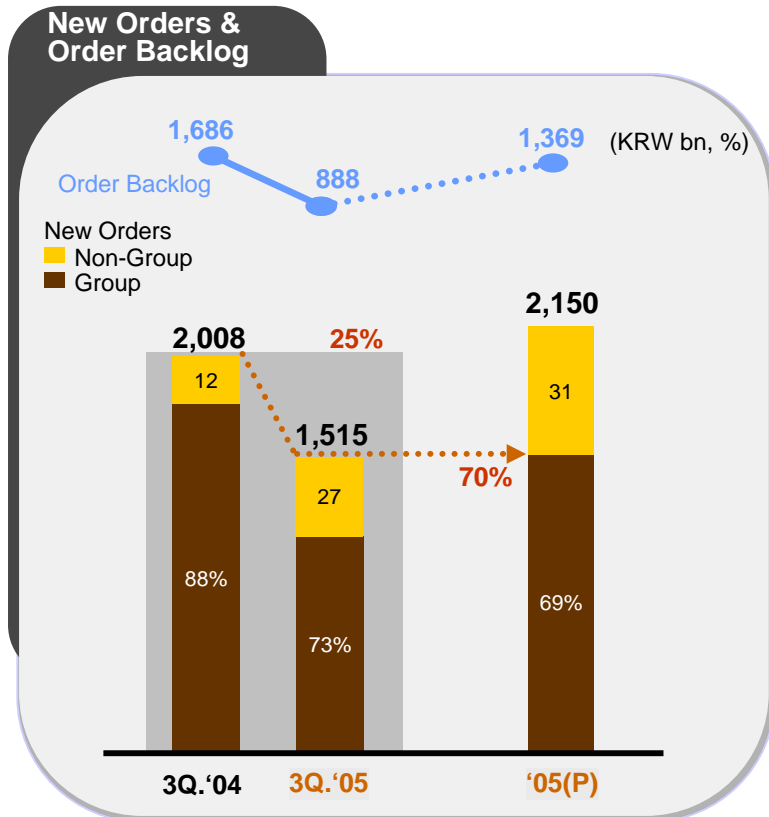 New Orders &
Order Backlog
1,686
888
1,369
(KRW bn, %)
Order Backlog
New Orders
Non-Group
Group
2,008
25%
2,150
12
31
1,515
70%
27
88%
73%
69%
3Q.‘04
3Q.‘05
‘05(P)